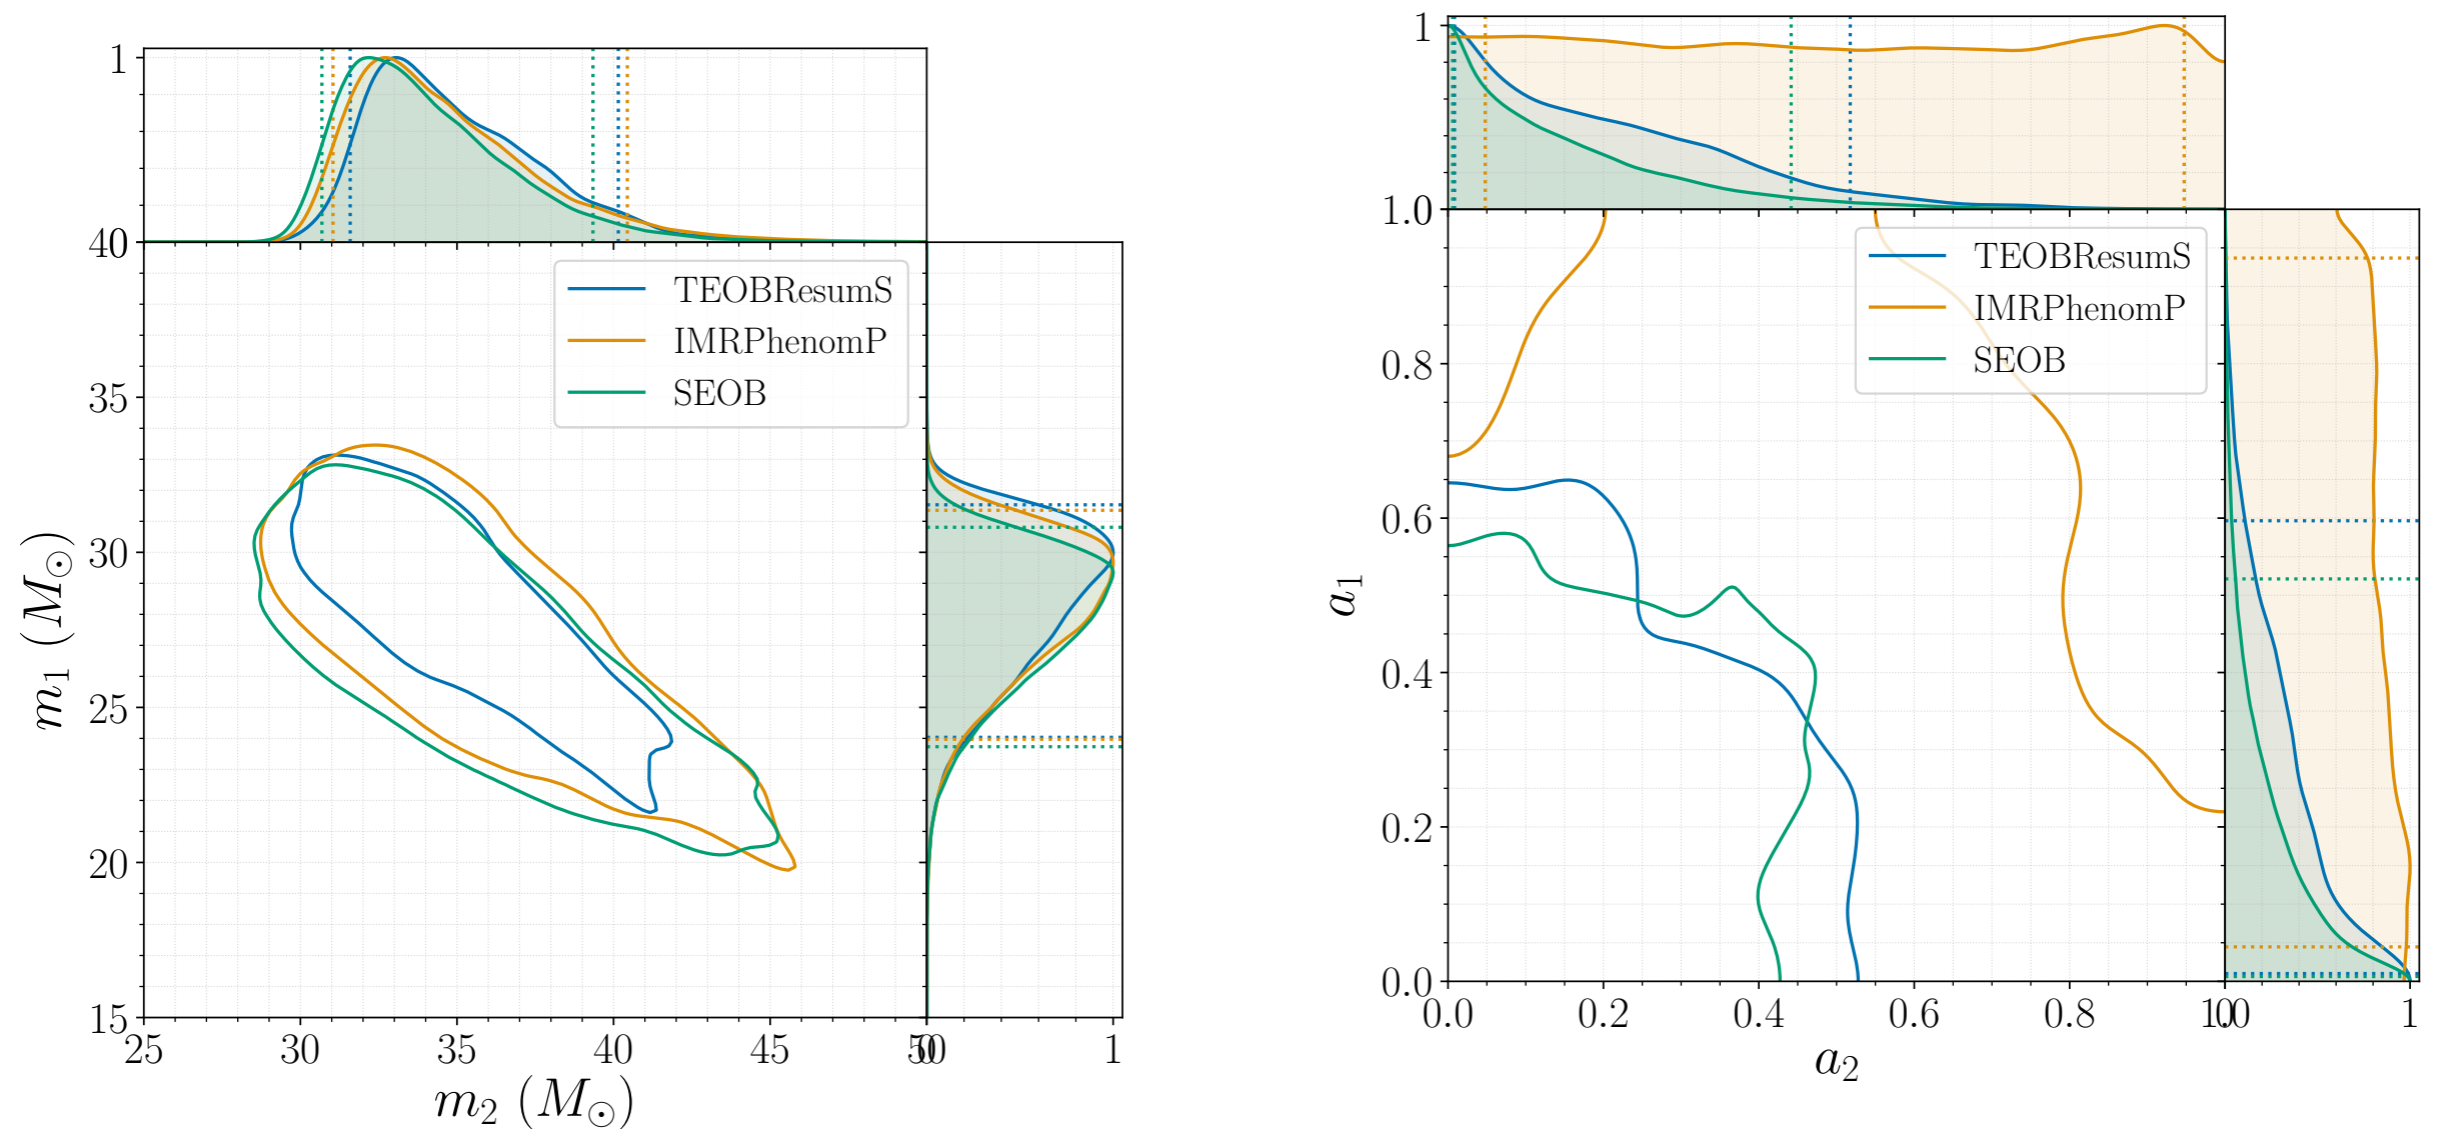 1
40
35
30
25
20
15
m₁ (M⊙)
TEOBResumS
IMRPhenomP
SEOB
25 30 35 40 45 50 0 1
m₂ (M⊙)
1
1.0
0.8
0.6
0.4
0.2
0.0
a₁
TEOBResumS
IMRPhenomP
SEOB
0.0 0.2 0.4 0.6 0.8 1.0 0 1
a₂